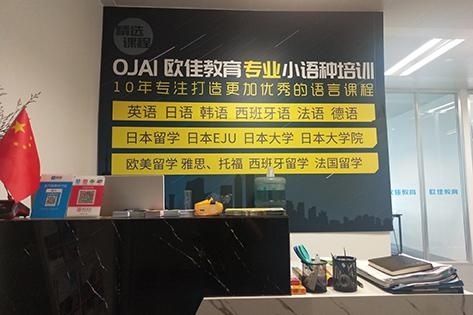 精选
课程
OJAI 欧佳教育 专业小语种培训
10年专注打造更加优秀的语言课程
英语 日语 韩语 西班牙语 法语 德语
日本留学 日本EJU 日本大学 日本大学院
欧美留学 雅思、托福 西班牙留学 法国留学
欧佳教育
欧佳教育